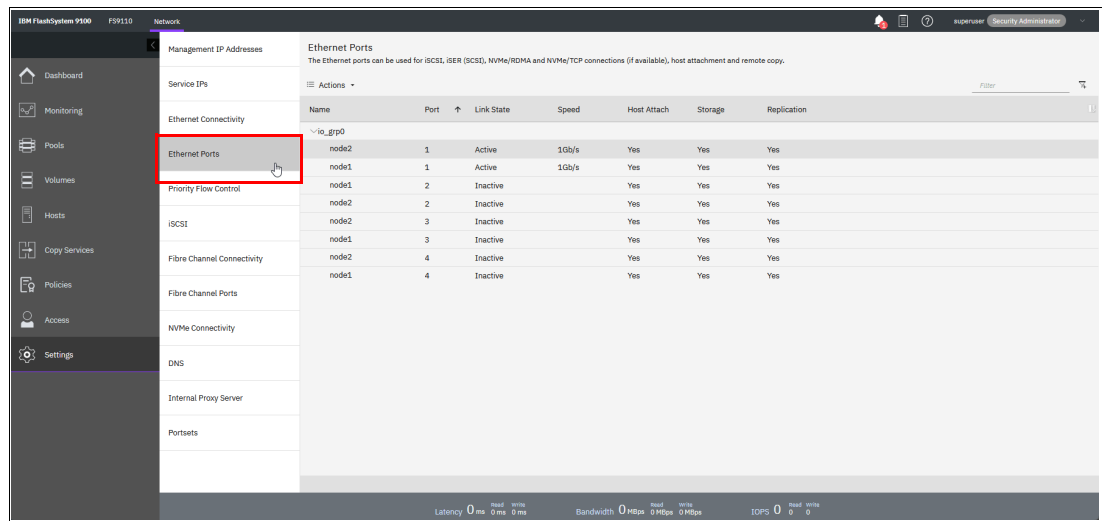 IBM FlashSystem 9100 FS9110 Network
1
superuser Security Administrator
Dashboard
Monitoring
Pools
Volumes
Hosts
Copy Services
Policies
Access
Settings
Management IP Addresses
Service IPs
Ethernet Connectivity
Ethernet Ports
Priority Flow Control
iSCSI
Fibre Channel Connectivity
Fibre Channel Ports
NVMe Connectivity
DNS
Internal Proxy Server
Portsets
Ethernet Ports
The Ethernet ports can be used for iSCSI, iSER (SCSI), NVMe/RDMA and NVMe/TCP connections (if available), host attachment and remote copy.
Actions
Filter
Name Port Link State Speed Host Attach Storage Replication
io_grp0
node2 1 Active 1Gb/s Yes Yes Yes
node1 1 Active 1Gb/s Yes Yes Yes
node1 2 Inactive Yes Yes Yes
node2 2 Inactive Yes Yes Yes
node2 3 Inactive Yes Yes Yes
node1 3 Inactive Yes Yes Yes
node2 4 Inactive Yes Yes Yes
node1 4 Inactive Yes Yes Yes
Latency 0 ms Read 0 ms Write 0 ms Bandwidth 0 MBps Read 0 MBps Write 0 MBps IOPS 0 Read 0 Write 0